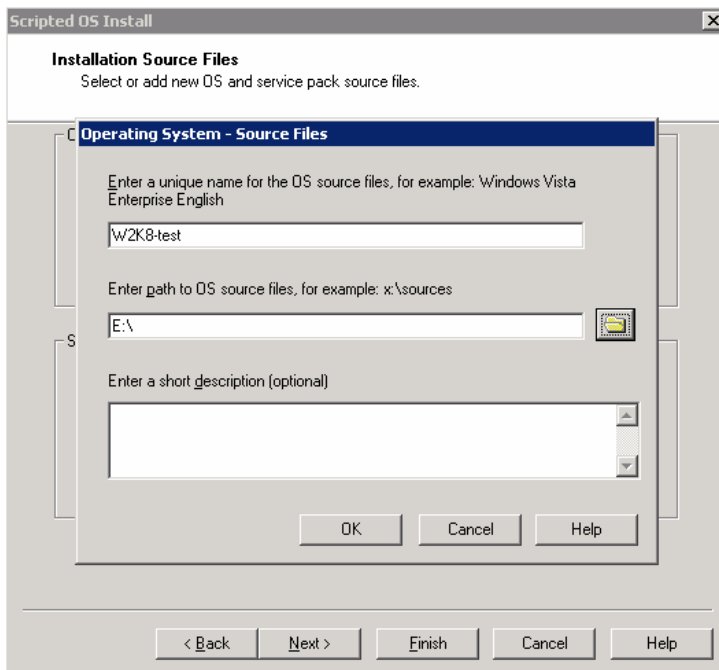 Scripted OS Install
Installation Source Files
Select or add new OS and service pack source files.
Operating System - Source Files
Enter a unique name for the OS source files, for example: Windows Vista
Enterprise English
W2K8-test
Enter path to OS source files, for example: x:\sources
E:\
Enter a short description (optional)
OK Cancel Help
< Back Next > Finish Cancel Help